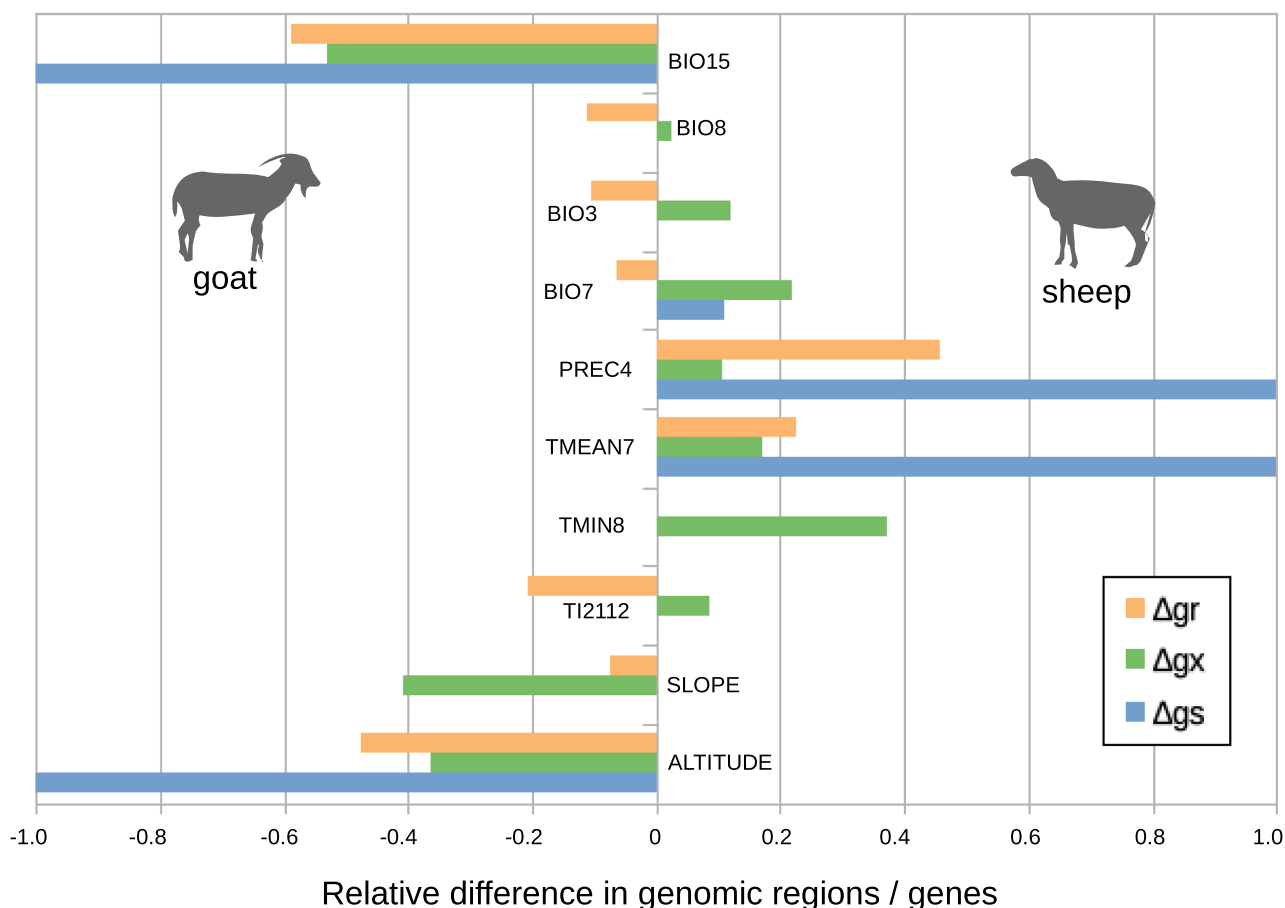 BIO15
BIO8
BIO3
BIO7
PREC4
TMEAN7
TMIN8
TI2112
SLOPE
ALTITUDE
goat
sheep
Δgr
Δgx
Δgs
-1.0 -0.8 -0.6 -0.4 -0.2 0 0.2 0.4 0.6 0.8 1.0
Relative difference in genomic regions / genes